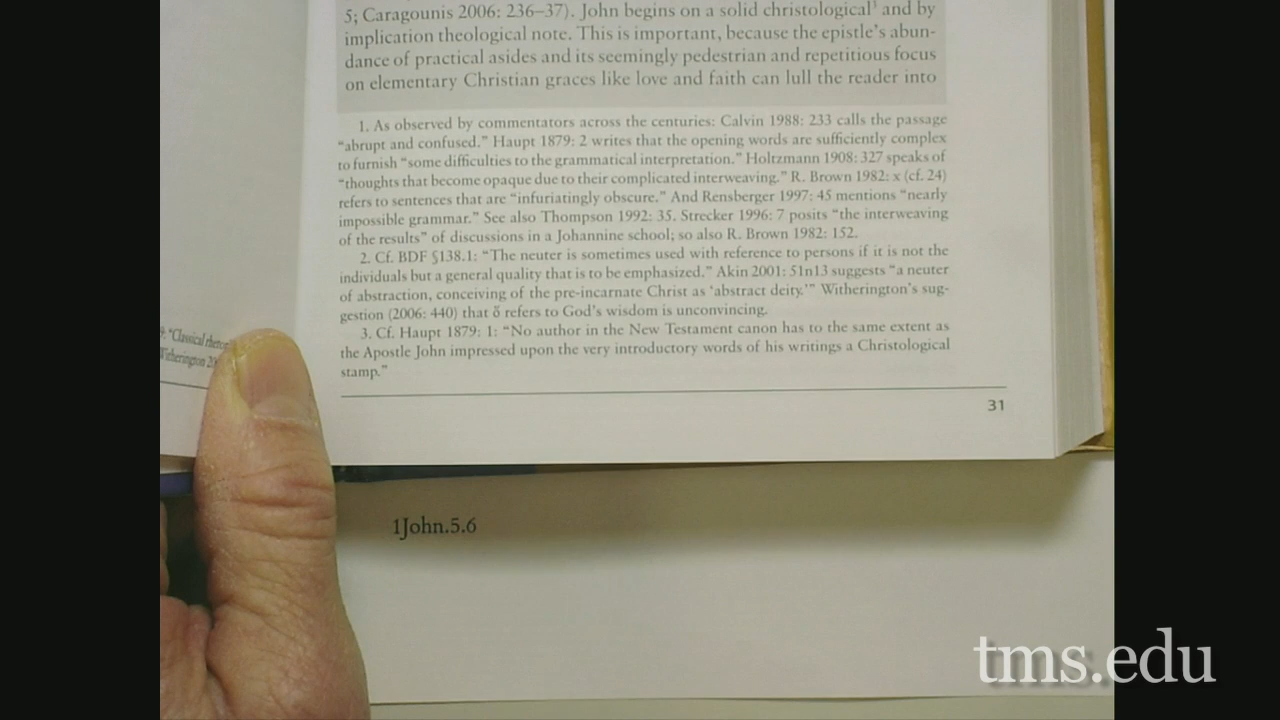 5; Caragounis 2006: 236–37). John begins on a solid christological³ and by
implication theological note. This is important, because the epistle's abun-
dance of practical asides and its seemingly pedestrian and repetitious focus
on elementary Christian graces like love and faith can lull the reader into
1. As observed by commentators across the centuries: Calvin 1988: 233 calls the passage
“abrupt and confused.” Haupt 1879: 2 writes that the opening words are sufficiently complex
to furnish “some difficulties to the grammatical interpretation.” Holtzmann 1908: 327 speaks of
“thoughts that become opaque due to their complicated interweaving.” R. Brown 1982: x (cf. 24)
refers to sentences that are “infuriatingly obscure.” And Rensberger 1997: 45 mentions “nearly
impossible grammar.” See also Thompson 1992: 35. Strecker 1996: 7 posits “the interweaving
of the results” of discussions in a Johannine school; so also R. Brown 1982: 152.
2. Cf. BDF §138.1: “The neuter is sometimes used with reference to persons if it is not the
individuals but a general quality that is to be emphasized.” Akin 2001: 51n13 suggests “a neuter
of abstraction, conceiving of the pre-incarnate Christ as ‘abstract deity.’” Witherington's sug-
gestion (2006: 440) that ὅ refers to God's wisdom is unconvincing.
3. Cf. Haupt 1879: 1: “No author in the New Testament canon has to the same extent as
the Apostle John impressed upon the very introductory words of his writings a Christological
stamp.”
31
“Classical
Witherington
1John.5.6
tms.edu